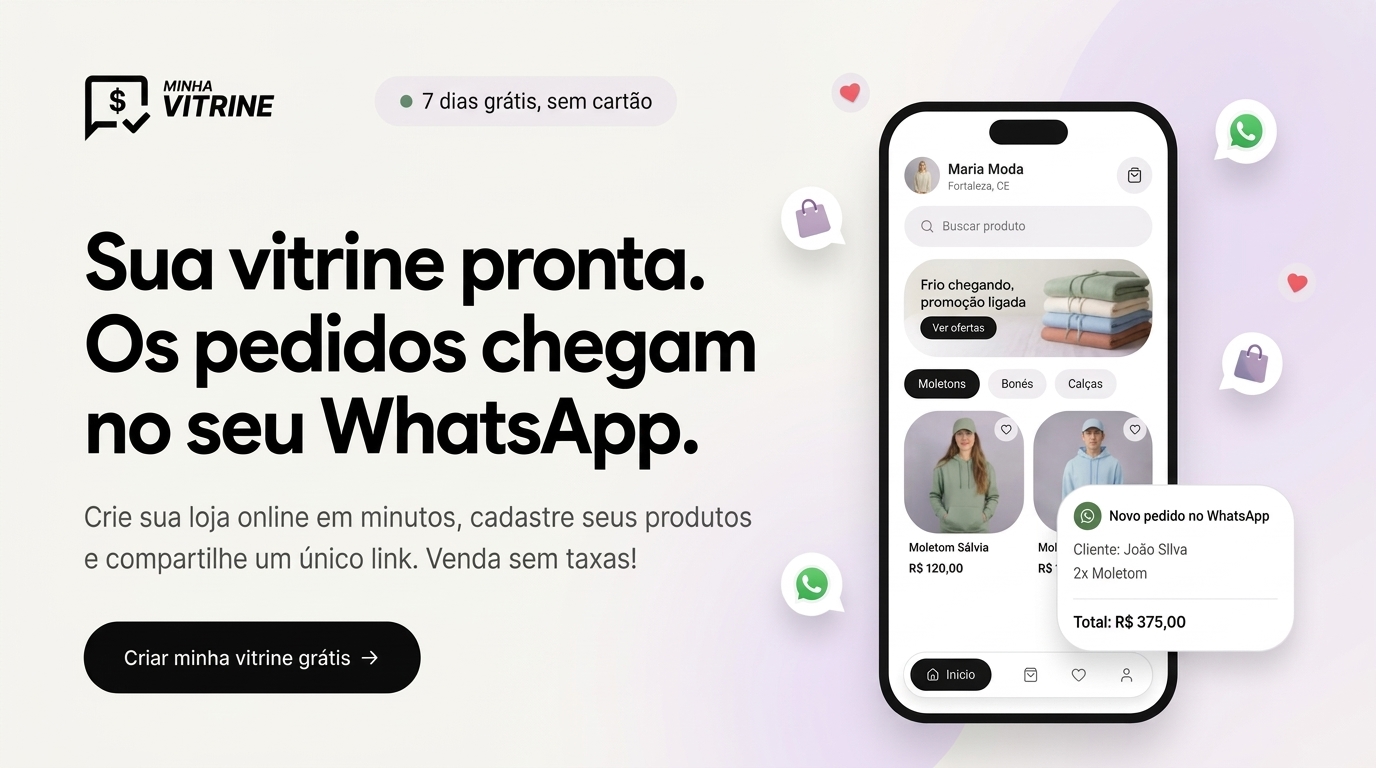 $
MINHA
VITRINE
7 dias grátis, sem cartão
Sua vitrine pronta.
Os pedidos chegam
no seu WhatsApp.
Crie sua loja online em minutos, cadastre seus produtos
e compartilhe um único link. Venda sem taxas!
Criar minha vitrine grátis →
Maria Moda
Fortaleza, CE
Buscar produto
Frio chegando,
promoção ligada
Ver ofertas
Moletons Bonés Calças
Moletom Sálvia
R$ 120,00
Mol
R$ 1
Novo pedido no WhatsApp
Cliente: João SIlva
2x Moletom
Total: R$ 375,00
Inicio